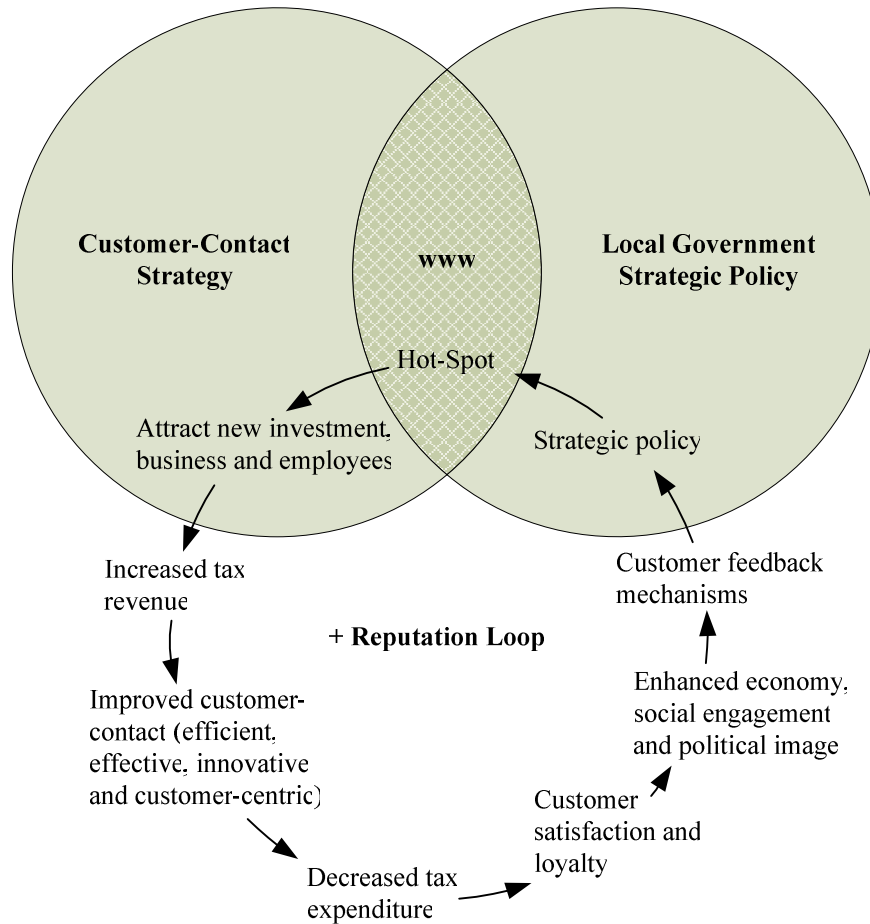 Customer-Contact
Strategy
www
Local Government
Strategic Policy
Hot-Spot
Attract new investment,
business and employees
Strategic policy
Increased tax
revenue
Customer feedback
mechanisms
+ Reputation Loop
Improved customer-
contact (efficient,
effective, innovative
and customer-centric)
Enhanced economy,
social engagement
and political image
Customer
satisfaction and
loyalty
Decreased tax
expenditure